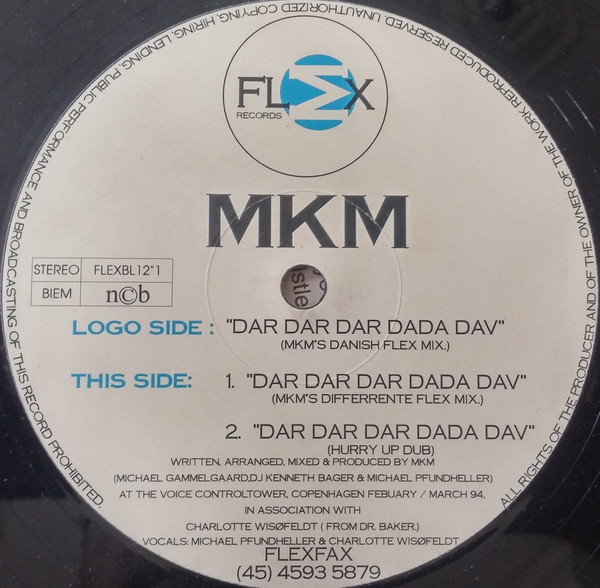 ALL RIGHTS OF THE PRODUCER AND OF THE OWNER OF THE WORK REPRODUCED RESERVED. UNAUTHORIZED COPYING, HIRING, LENDING, PUBLIC PERFORMANCE AND BROADCASTING OF THIS RECORD PROHIBITED.
FLEX
RECORDS
MKM
STEREO FLEXBL12"1
BIEM n©b
LOGO SIDE : "DAR DAR DAR DADA DAV"
(MKM'S DANISH FLEX MIX.)
THIS SIDE: 1. "DAR DAR DAR DADA DAV"
(MKM'S DIFFERRENTE FLEX MIX.)
2. "DAR DAR DAR DADA DAV"
(HURRY UP DUB)
WRITTEN, ARRANGED, MIXED & PRODUCED BY MKM
(MICHAEL GAMMELGAARD,DJ KENNETH BAGER & MICHAEL PFUNDHELLER)
AT THE VOICE CONTROLTOWER, COPENHAGEN FEBUARY / MARCH 94,
IN ASSOCIATION WITH
CHARLOTTE WISØFELDT ( FROM DR. BAKER.)
VOCALS: MICHAEL PFUNDHELLER & CHARLOTTE WISØFELDT
FLEXFAX
(45) 4593 5879